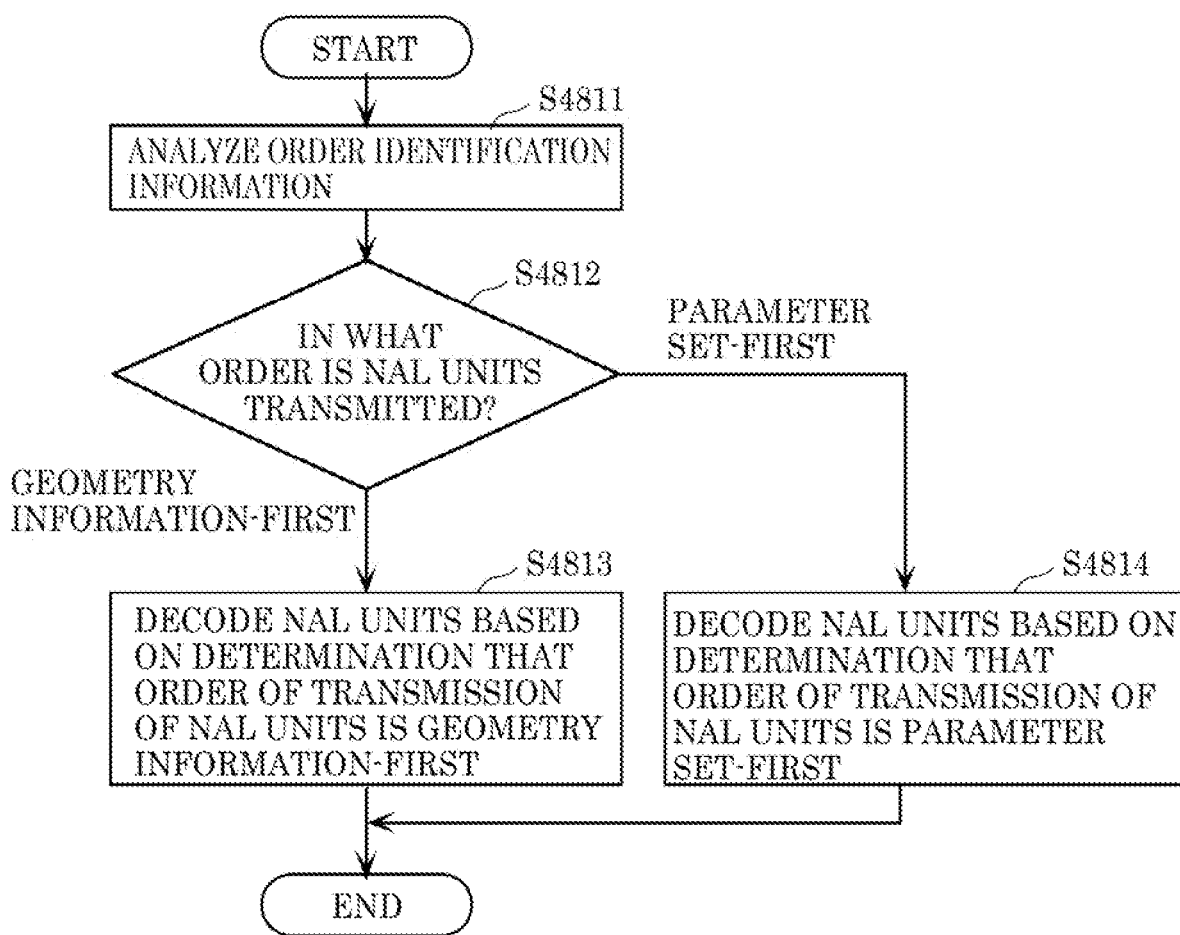 START
S4811
ANALYZE ORDER IDENTIFICATION
INFORMATION
S4812
IN WHAT
ORDER IS NAL UNITS
TRANSMITTED?
PARAMETER
SET-FIRST
GEOMETRY
INFORMATION-FIRST
S4813
DECODE NAL UNITS BASED
ON DETERMINATION THAT
ORDER OF TRANSMISSION
OF NAL UNITS IS GEOMETRY
INFORMATION-FIRST
S4814
DECODE NAL UNITS BASED ON
DETERMINATION THAT
ORDER OF TRANSMISSION OF
NAL UNITS IS PARAMETER
SET-FIRST
END